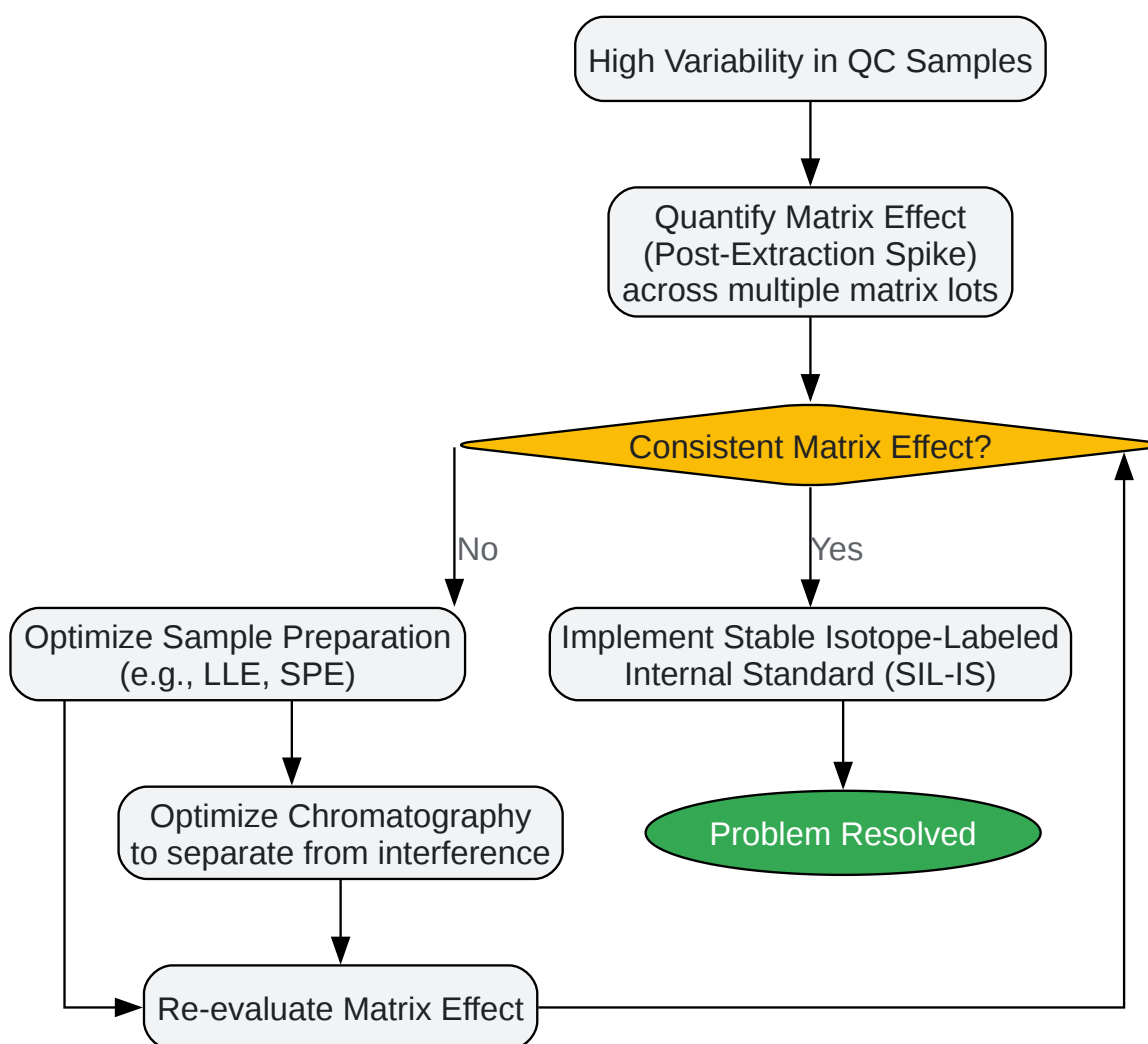 High Variability in QC Samples
Quantify Matrix Effect
(Post-Extraction Spike)
across multiple matrix lots
Consistent Matrix Effect?
No
Yes
Optimize Sample Preparation
(e.g., LLE, SPE)
Implement Stable Isotope-Labeled
Internal Standard (SIL-IS)
Optimize Chromatography
to separate from interference
Problem Resolved
Re-evaluate Matrix Effect